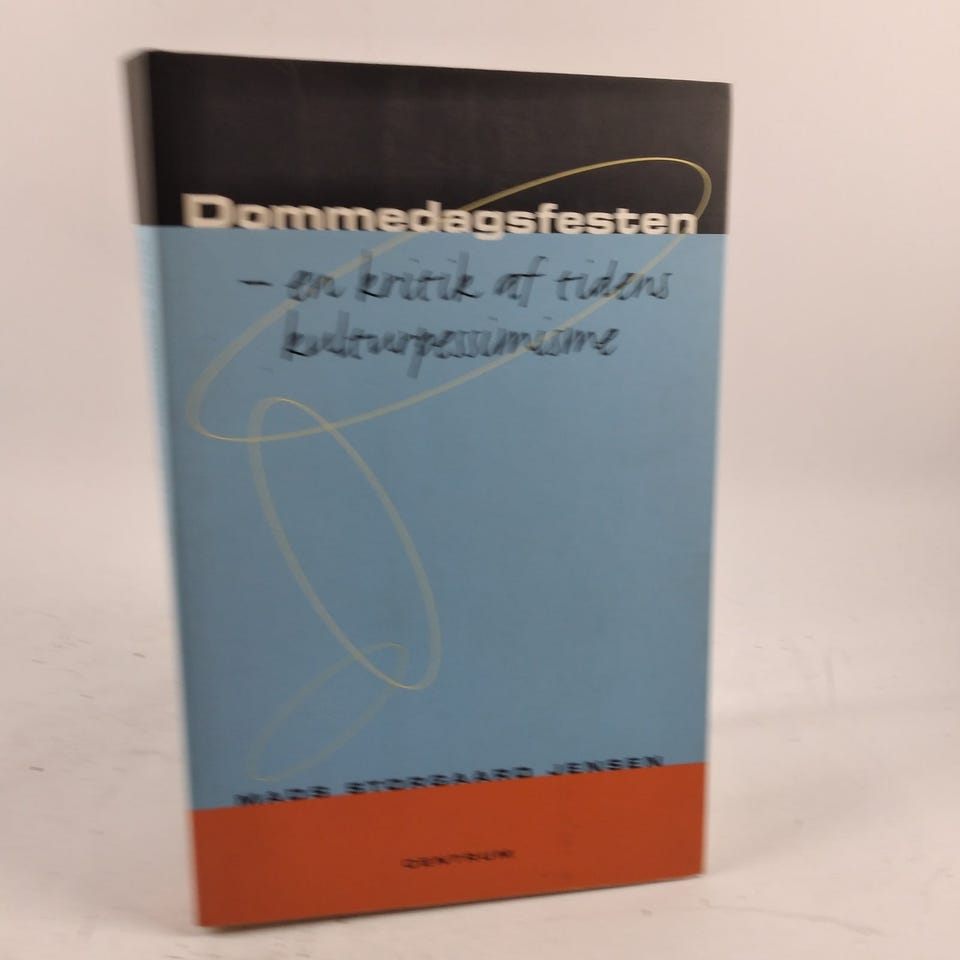 Dommedagsfesten
– en kritik af tidens
kulturpessimisme
MADS STORGAARD JENSEN
CENTRUM